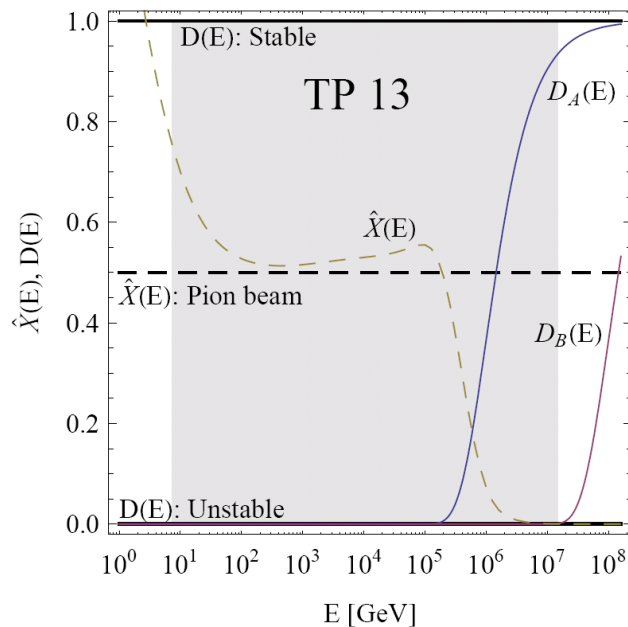 1.0
D(E): Stable
TP 13
D_A(E)
0.8
0.6
X̂(E)
X̂(E), D(E)
X̂(E): Pion beam
D_B(E)
0.4
0.2
D(E): Unstable
0.0
10^0 10^1 10^2 10^3 10^4 10^5 10^6 10^7 10^8
E [GeV]